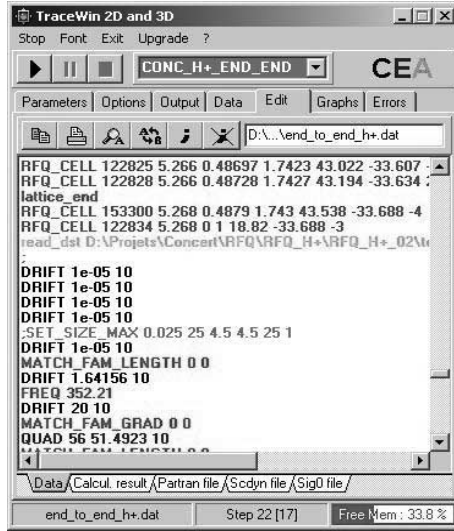 TraceWin 2D and 3D
Stop Font Exit Upgrade ?
CONC_H+_END_END
CEA
Parameters Options Output Data Edit Graphs Errors
D:\...\end_to_end_h+.dat
RFQ_CELL 122825 5.266 0.48697 1.7423 43.022 -33.607
RFQ_CELL 122828 5.266 0.48728 1.7427 43.194 -33.634
lattice_end
RFQ_CELL 153300 5.268 0.4879 1.743 43.538 -33.688 -4
RFQ_CELL 122834 5.268 0 1 18.82 -33.688 -3
read_dst D:\Projets\Concert\RFQ\RFQ_H+\RFQ_H+_02\
;
DRIFT 1e-05 10
DRIFT 1e-05 10
DRIFT 1e-05 10
DRIFT 1e-05 10
;SET_SIZE_MAX 0.025 25 4.5 4.5 25 1
DRIFT 1e-05 10
MATCH_FAM_LENGTH 0 0
DRIFT 1.64156 10
FREQ 352.21
DRIFT 20 10
MATCH_FAM_GRAD 0 0
QUAD 56 51.4923 10
MATCH_FAM_LENGTH 0 0
Data Calcul. result Partran file Scdyn file Sig0 file
end_to_end_h+.dat Step 22 [17] Free Mem : 33.8 %